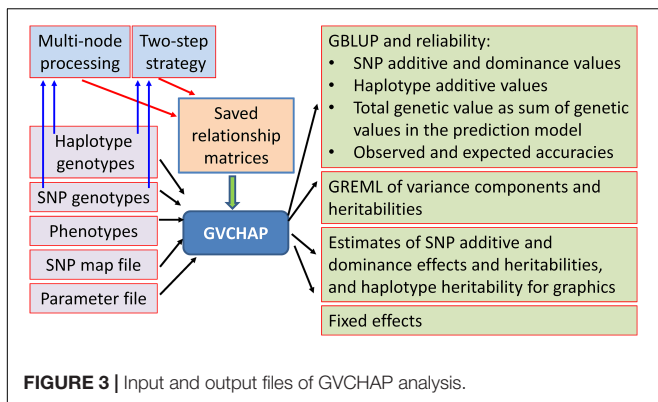 Multi-node
processing
Two-step
strategy
Saved
relationship
matrices
Haplotype
genotypes
SNP genotypes
Phenotypes
SNP map file
Parameter file
GVCHAP
GBLUP and reliability:
• SNP additive and dominance values
• Haplotype additive values
• Total genetic value as sum of genetic
values in the prediction model
• Observed and expected accuracies
GREML of variance components and
heritabilities
Estimates of SNP additive and
dominance effects and heritabilities,
and haplotype heritability for graphics
Fixed effects
FIGURE 3 | Input and output files of GVCHAP analysis.